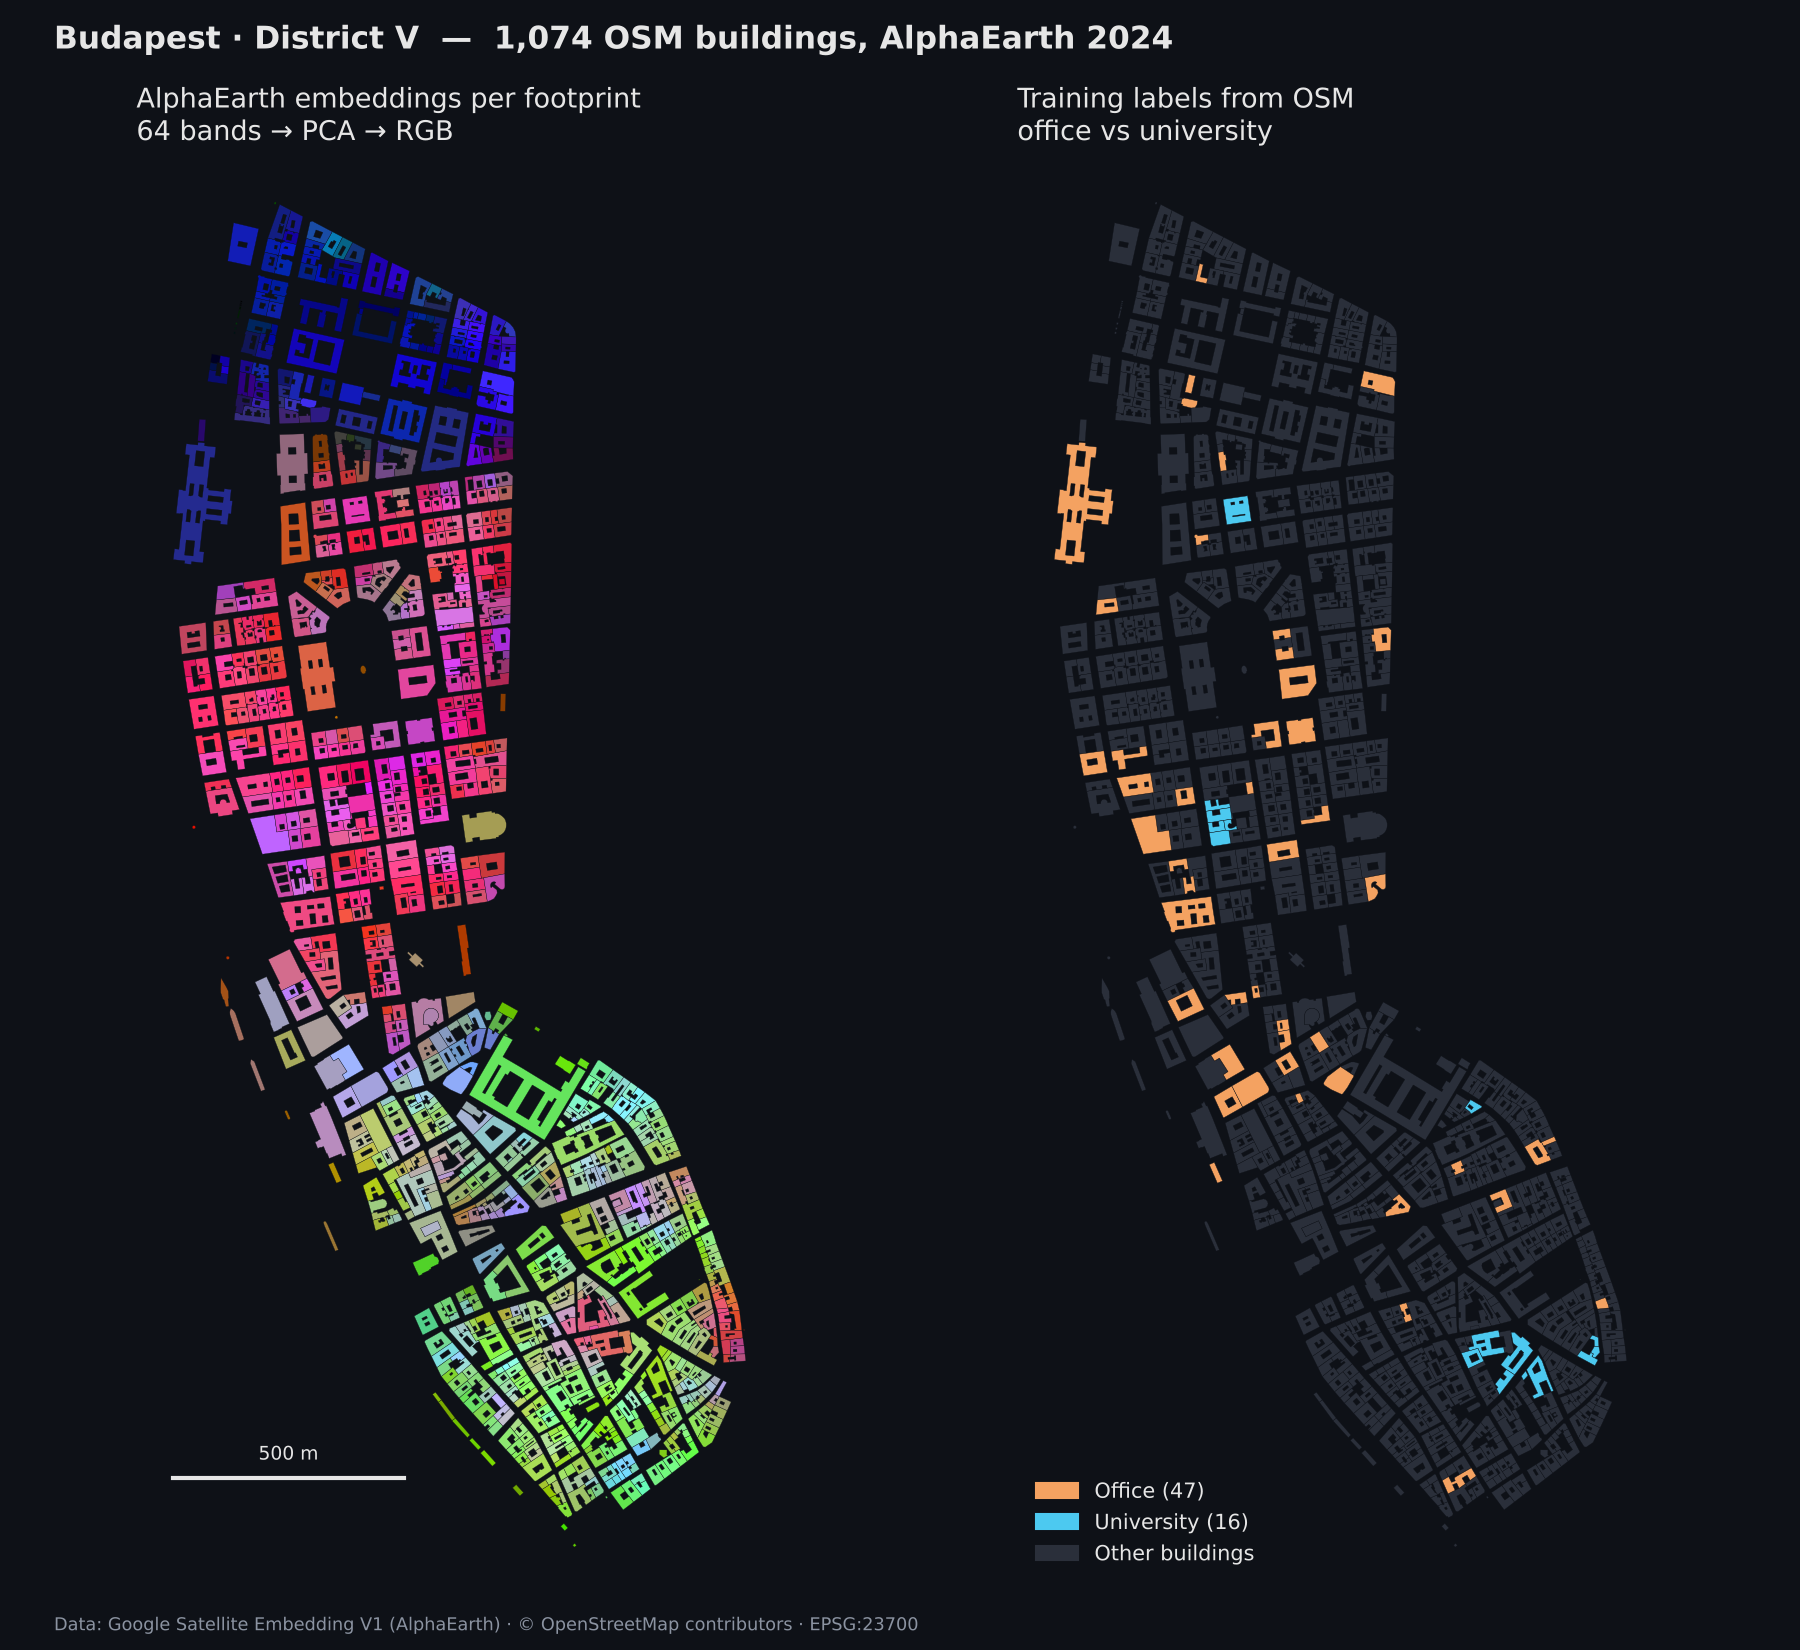 Budapest · District V — 1,074 OSM buildings, AlphaEarth 2024
AlphaEarth embeddings per footprint
64 bands → PCA → RGB
Training labels from OSM
office vs university
500 m
Office (47)
University (16)
Other buildings
Data: Google Satellite Embedding V1 (AlphaEarth) · © OpenStreetMap contributors · EPSG:23700